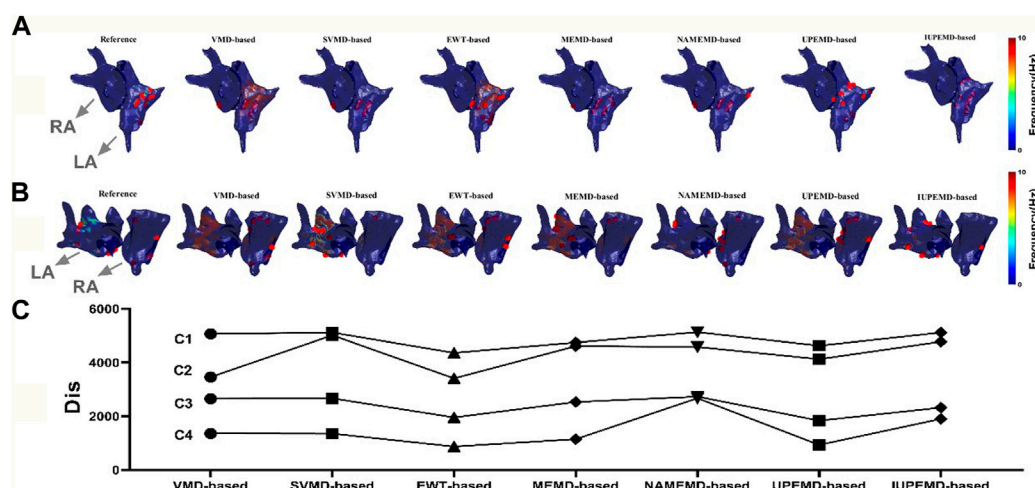 A
Reference VMD-based SVMD-based EWT-based MEMD-based NAMEMD-based UPEMD-based IUPEMD-based
10
Frequency(Hz)
0
RA
LA
B
Reference VMD-based SVMD-based EWT-based MEMD-based NAMEMD-based UPEMD-based IUPEMD-based
10
Frequency(Hz)
0
LA
RA
C
6000
C1
4000
C2
Dis
C3
2000
C4
0
VMD-based SVMD-based EWT-based MEMD-based NAMEMD-based UPEMD-based IUPEMD-based